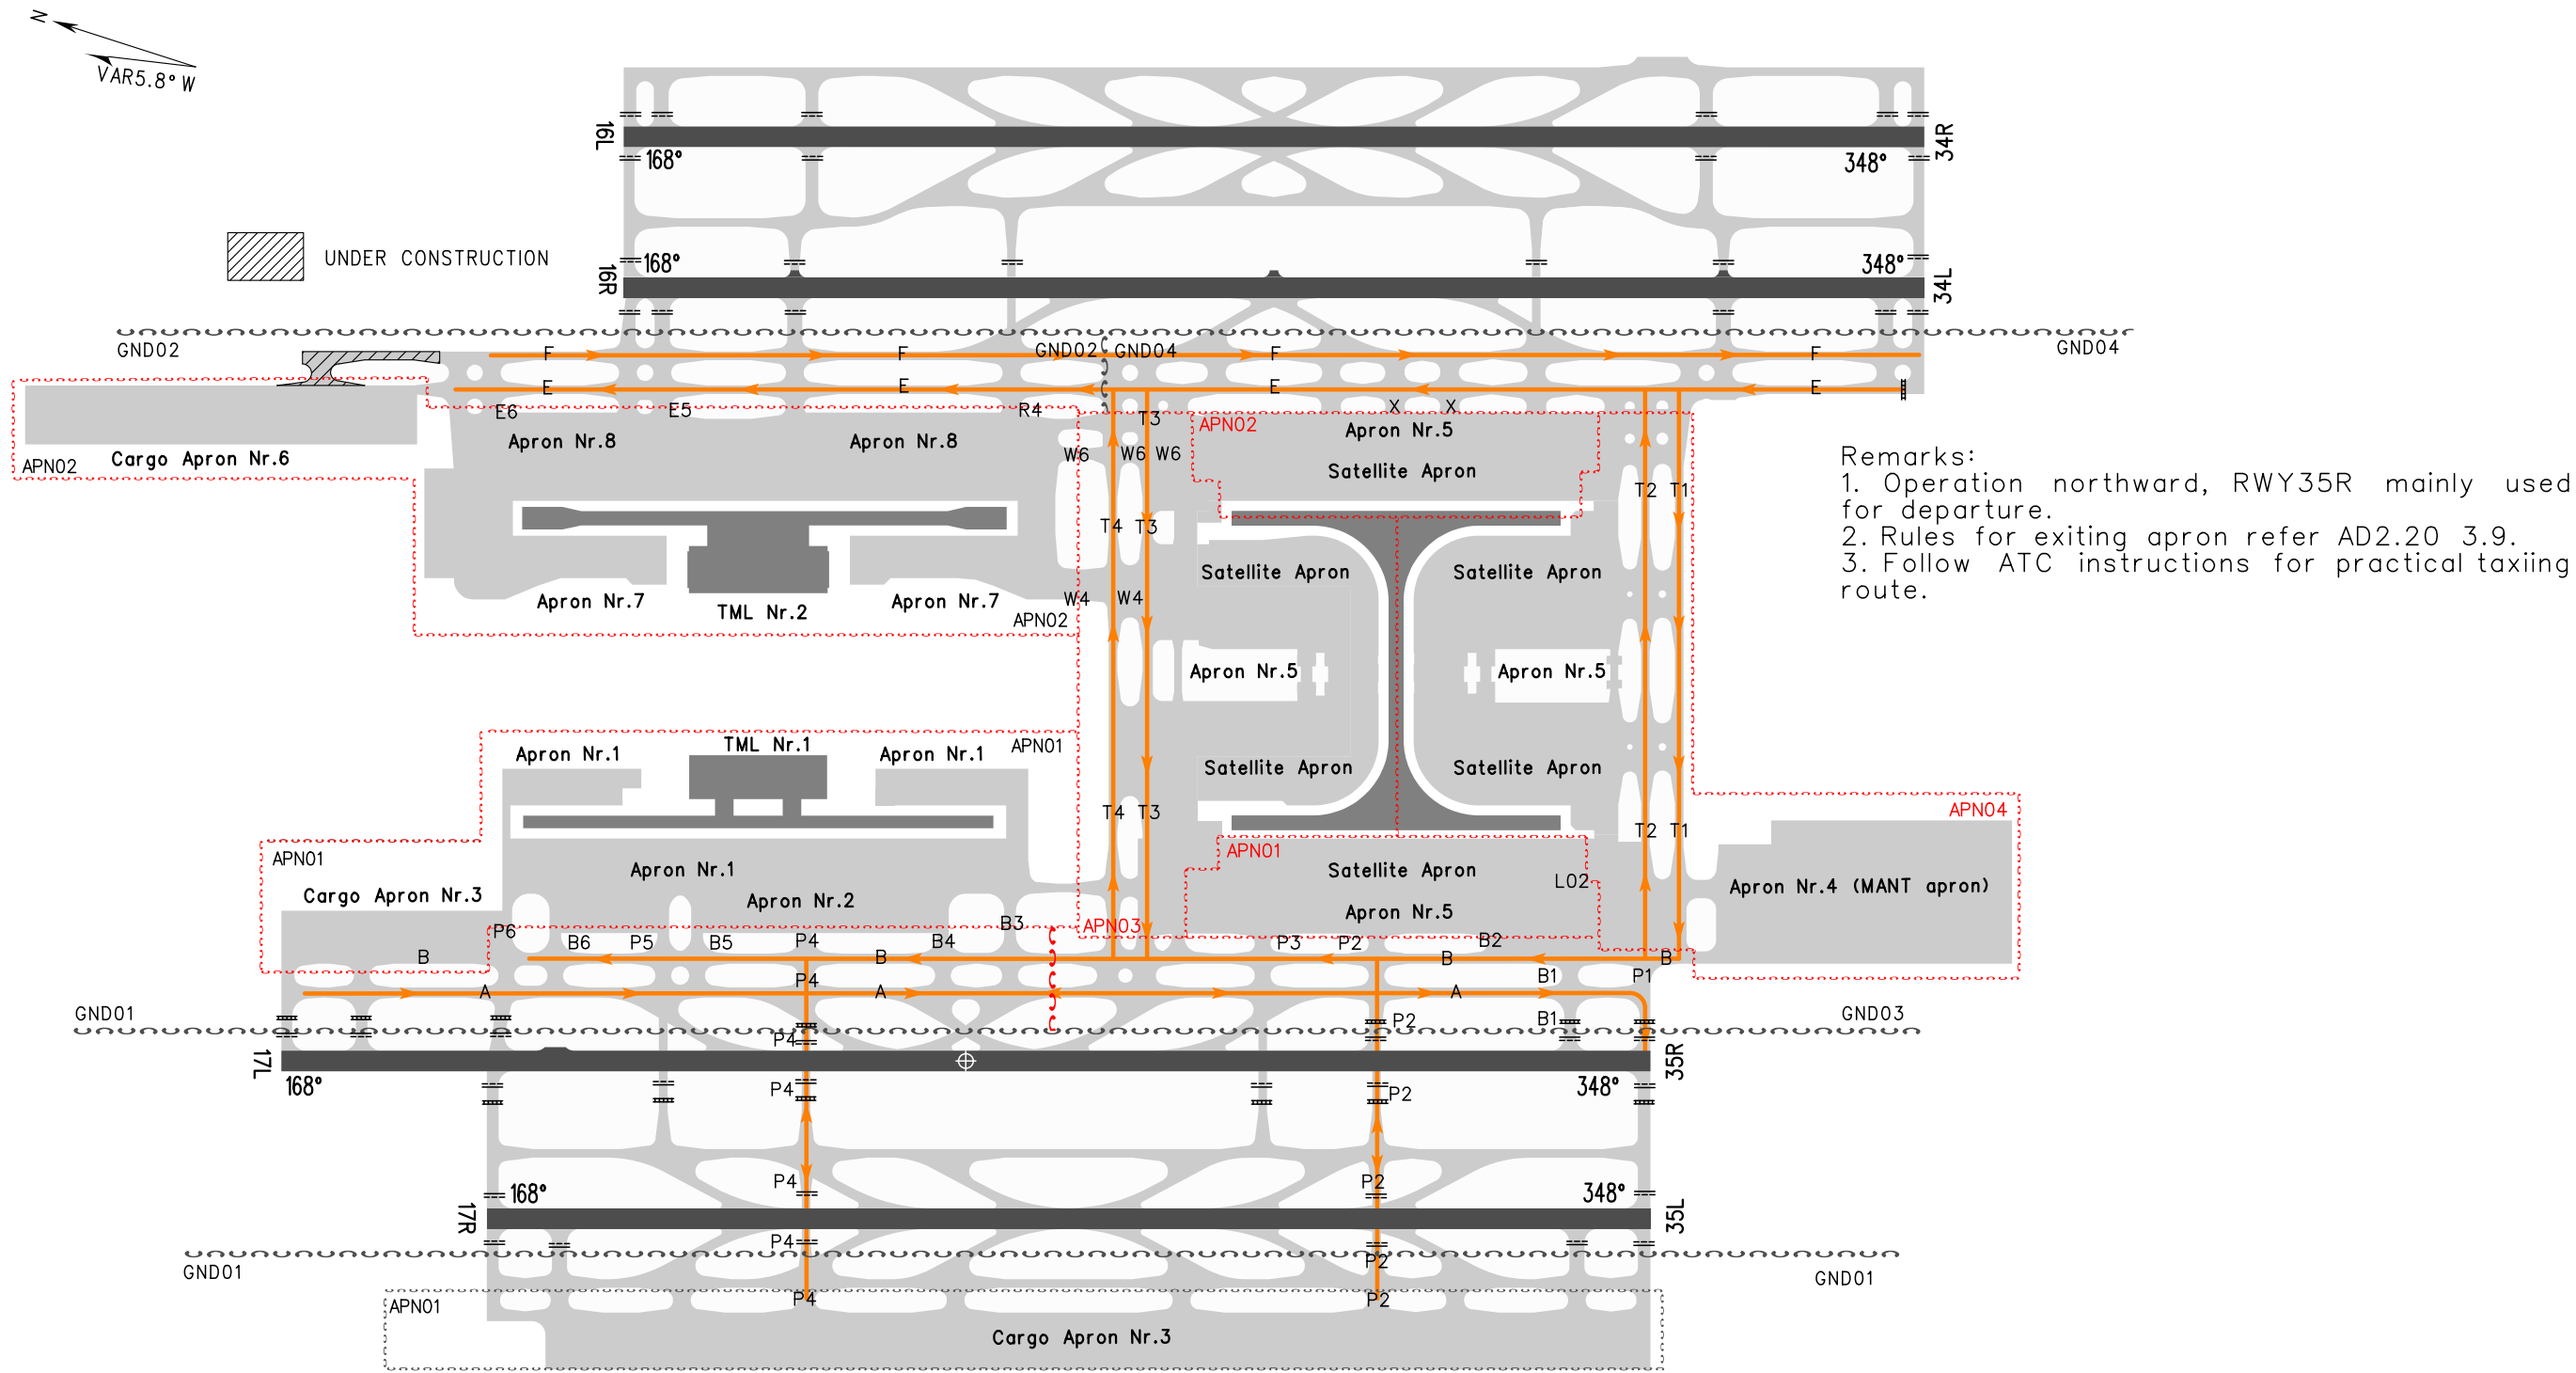 N
VAR5.8° W
16L
168°
348°
34R
UNDER CONSTRUCTION
16R
168°
348°
34L
GND02
GND02
GND04
GND04
F
F
F
F
E
E
E
E
E6
E5
R4
T3
X
X
APN02
Apron Nr.5
Apron Nr.8
Apron Nr.8
W6
W6
W6
Cargo Apron Nr.6
APN02
Satellite Apron
T2
T1
Remarks:
1. Operation northward, RWY35R mainly used
for departure.
2. Rules for exiting apron refer AD2.20 3.9.
3. Follow ATC instructions for practical taxiing
route.
T4
T3
Satellite Apron
Satellite Apron
Apron Nr.7
TML Nr.2
Apron Nr.7
APN02
W4
W4
Apron Nr.5
Apron Nr.5
Apron Nr.1
TML Nr.1
Apron Nr.1
APN01
Satellite Apron
Satellite Apron
T4
T3
T2
T1
APN04
APN01
APN01
Apron Nr.1
Satellite Apron
L02
Cargo Apron Nr.3
Apron Nr.2
Apron Nr.5
Apron Nr.4 (MANT apron)
B3
APN03
P6
B6
P5
B5
P4
B4
P3
P2
B2
B
B
B
B
P4
B1
P1
A
A
A
GND01
P2
B1
GND03
P4
17L
168°
P4
P2
348°
35R
P4
P2
17R
168°
348°
35L
P4
P2
GND01
GND01
APN01
P4
P2
Cargo Apron Nr.3